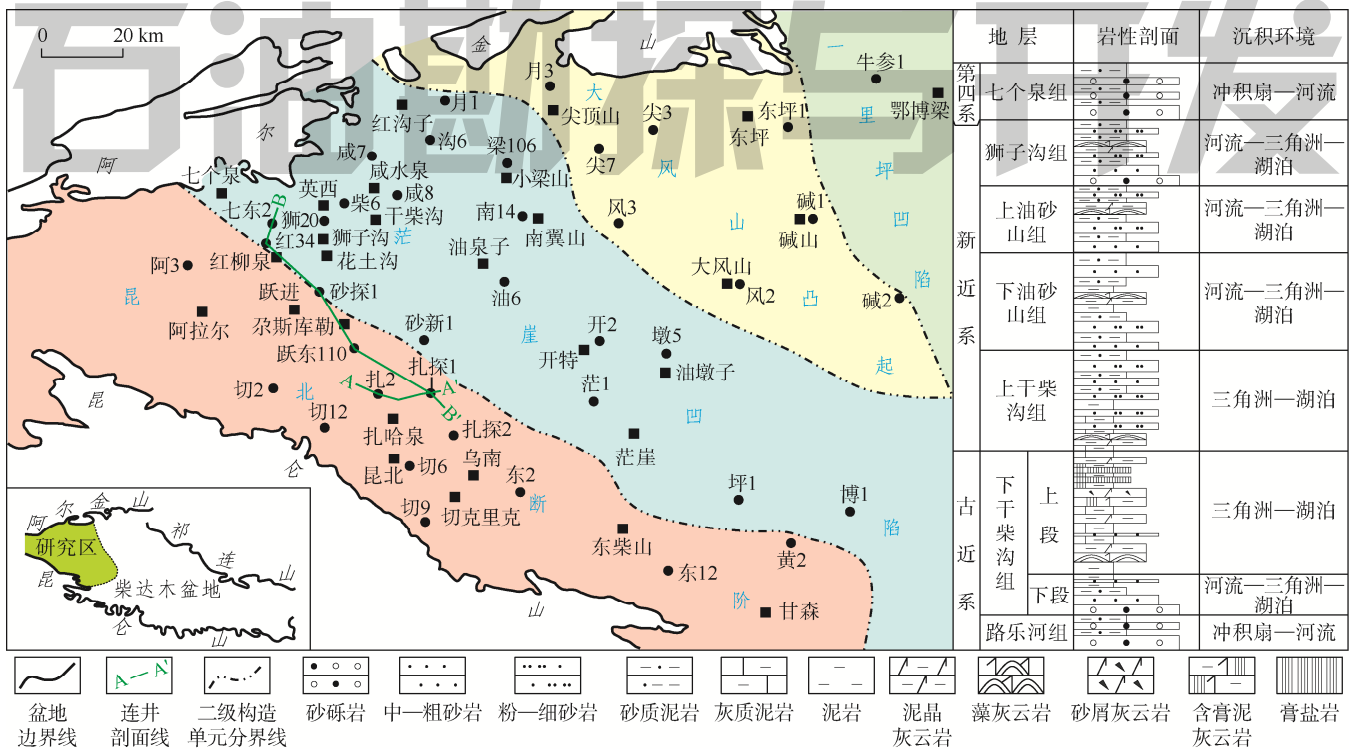 石油勘探与开发
0 20 km
金
山
阿
尔
月3
尖顶山
大
尖3
东坪1
东坪
一
牛参1
鄂博梁
里
月1
红沟子
沟6
咸7
梁106
小梁山
尖7
风
坪
七个泉
英西
咸水泉
柴6
咸8
干柴沟
南14
南翼山
风3
碱1
碱山
凹
七东2
B
狮20
红34
狮子沟
花土沟
茫
油泉子
山
红柳泉
阿3
砂探1
油6
大风山
风2
凸
碱2
陷
昆
阿拉尔
跃进
尕斯库勒
跃东110
砂新1
崖
开2
开特
墩5
油墩子
起
切2
北
A
扎2
扎探1
A'
B'
茫1
凹
昆
切12
扎哈泉
扎探2
茫崖
仑
昆北
切6
乌南
东2
坪1
博1
切9
切克里克
断
陷
东柴山
黄2
东12
阶
甘森
山
阿
尔
金
山
祁
连
山
研究区
昆
柴达木盆地
仑
山
地层
岩性剖面
沉积环境
第四系
七个泉组
冲积扇—河流
新近系
狮子沟组
河流—三角洲—
湖泊
上油砂
山组
河流—三角洲—
湖泊
下油砂
山组
河流—三角洲—
湖泊
上干柴
沟组
三角洲—湖泊
古近系
下干柴沟组
上段
三角洲—湖泊
下段
河流—三角洲—
湖泊
路乐河组
冲积扇—河流
A—A'
盆地
边界线
连井
剖面线
二级构造
单元分界线
砂砾岩
中—粗砂岩
粉—细砂岩
砂质泥岩
灰质泥岩
泥岩
泥晶
灰云岩
藻灰云岩
砂屑灰云岩
含膏泥
灰云岩
膏盐岩